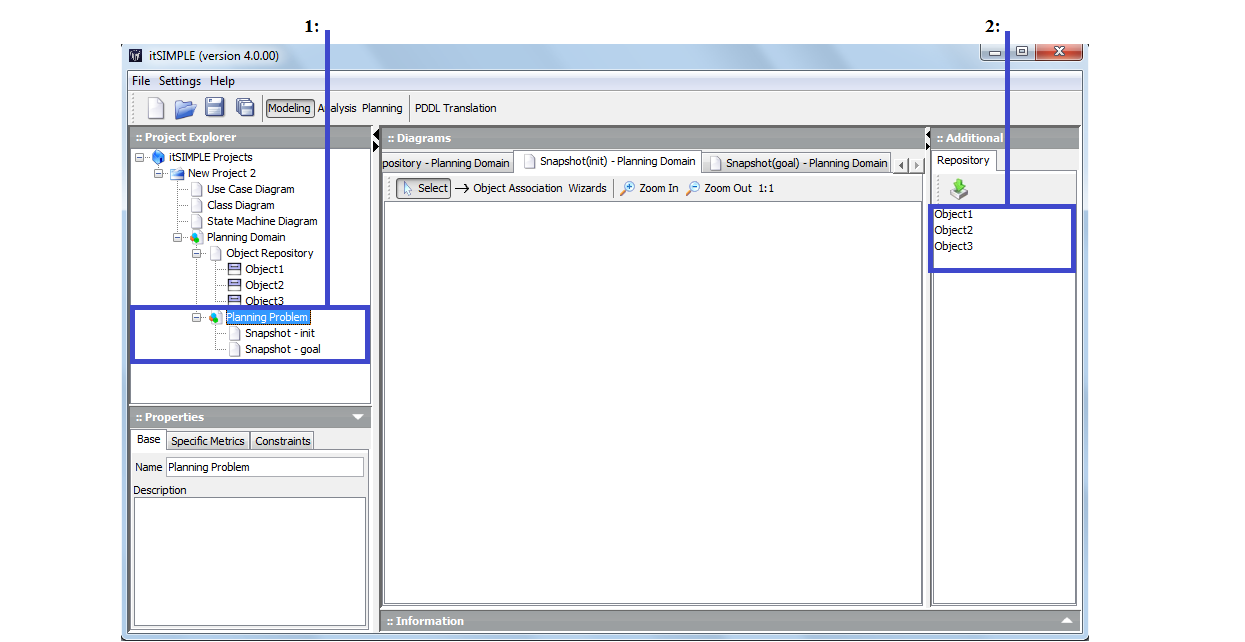 1:
2:
itSIMPLE (version 4.0.00)
File Settings Help
Modeling Analysis Planning PDDL Translation
:: Project Explorer
itSIMPLE Projects
New Project 2
Use Case Diagram
Class Diagram
State Machine Diagram
Planning Domain
Object Repository
Object1
Object2
Object3
Planning Problem
Snapshot - init
Snapshot - goal
:: Properties
Base Specific Metrics Constraints
Name Planning Problem
Description
:: Diagrams
pository - Planning Domain Snapshot(init) - Planning Domain Snapshot(goal) - Planning Domain
Select Object Association Wizards Zoom In Zoom Out 1:1
:: Information
:: Additional
Repository
Object1
Object2
Object3